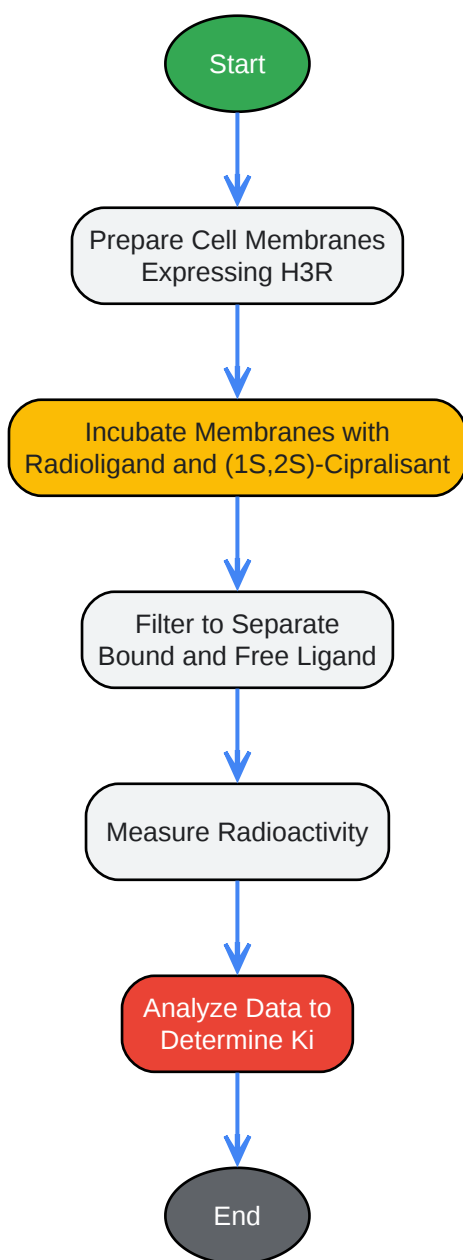 Start
Prepare Cell Membranes
Expressing H3R
Incubate Membranes with
Radioligand and (1S,2S)-Cipralisant
Filter to Separate
Bound and Free Ligand
Measure Radioactivity
Analyze Data to
Determine Ki
End